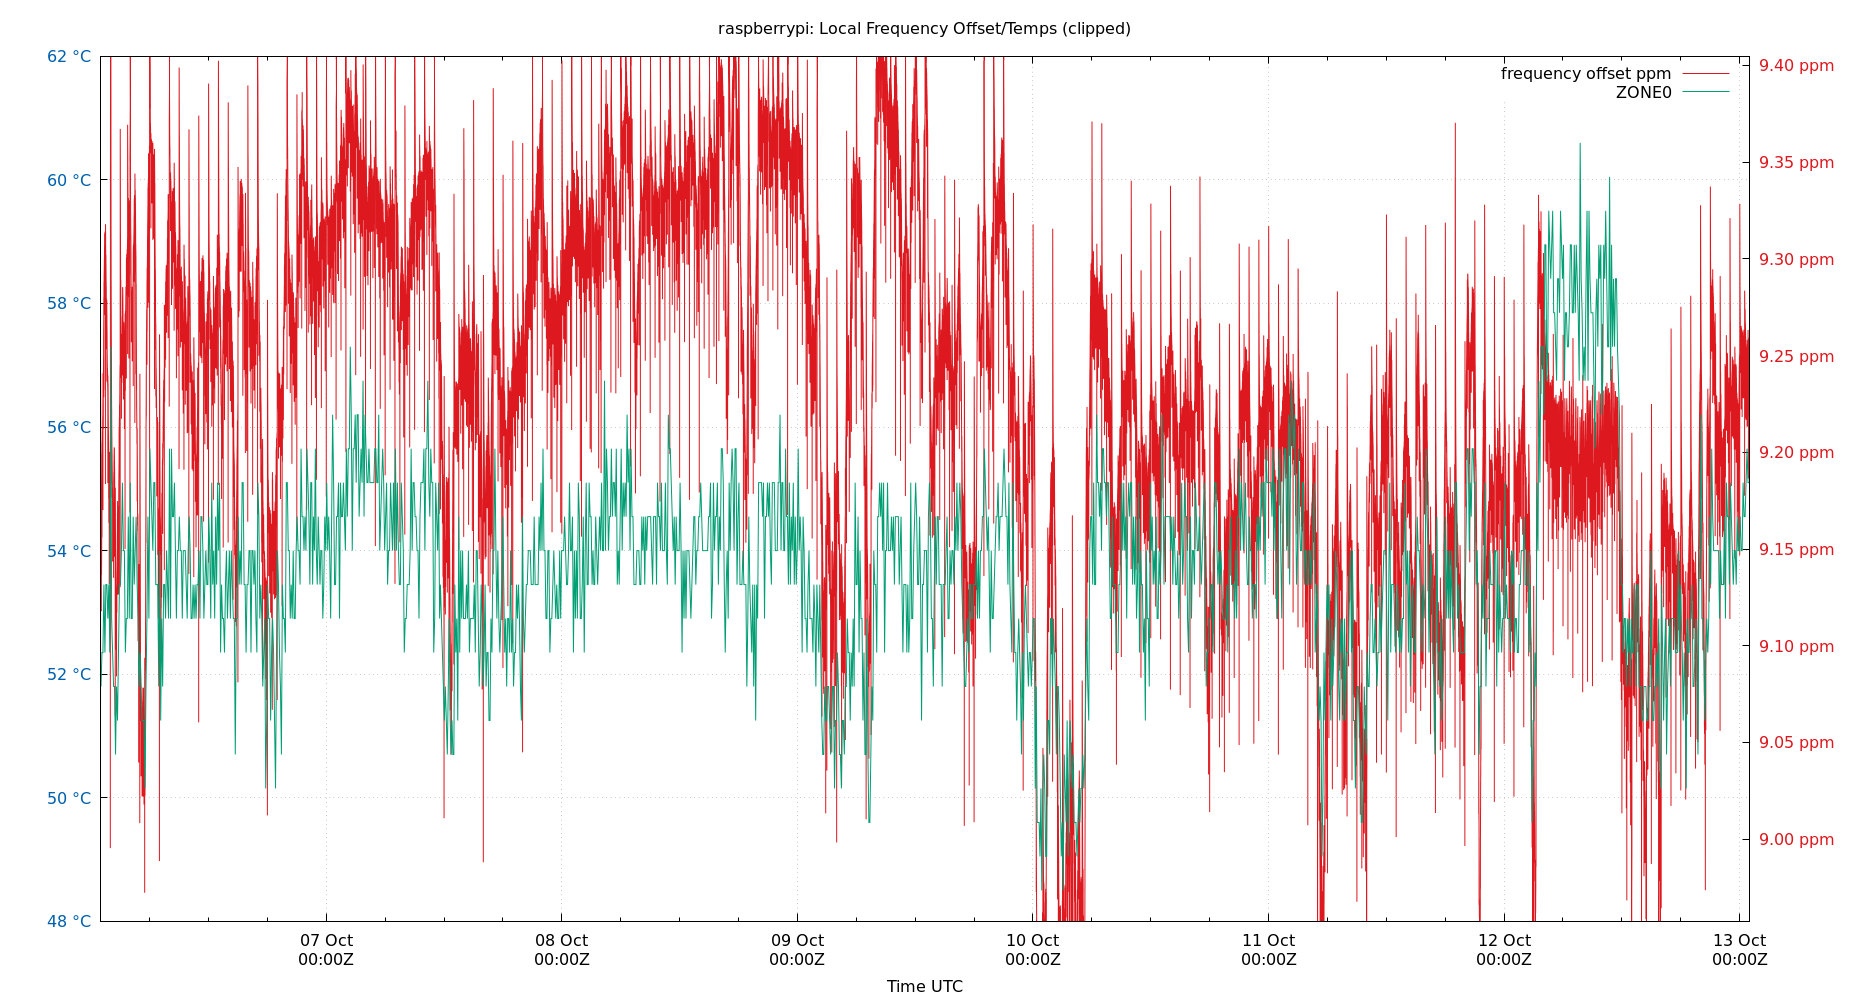 raspberrypi: Local Frequency Offset/Temps (clipped)
frequency offset ppm
ZONE0
62 °C
60 °C
58 °C
56 °C
54 °C
52 °C
50 °C
48 °C
9.40 ppm
9.35 ppm
9.30 ppm
9.25 ppm
9.20 ppm
9.15 ppm
9.10 ppm
9.05 ppm
9.00 ppm
07 Oct
00:00Z
08 Oct
00:00Z
09 Oct
00:00Z
10 Oct
00:00Z
11 Oct
00:00Z
12 Oct
00:00Z
13 Oct
00:00Z
Time UTC